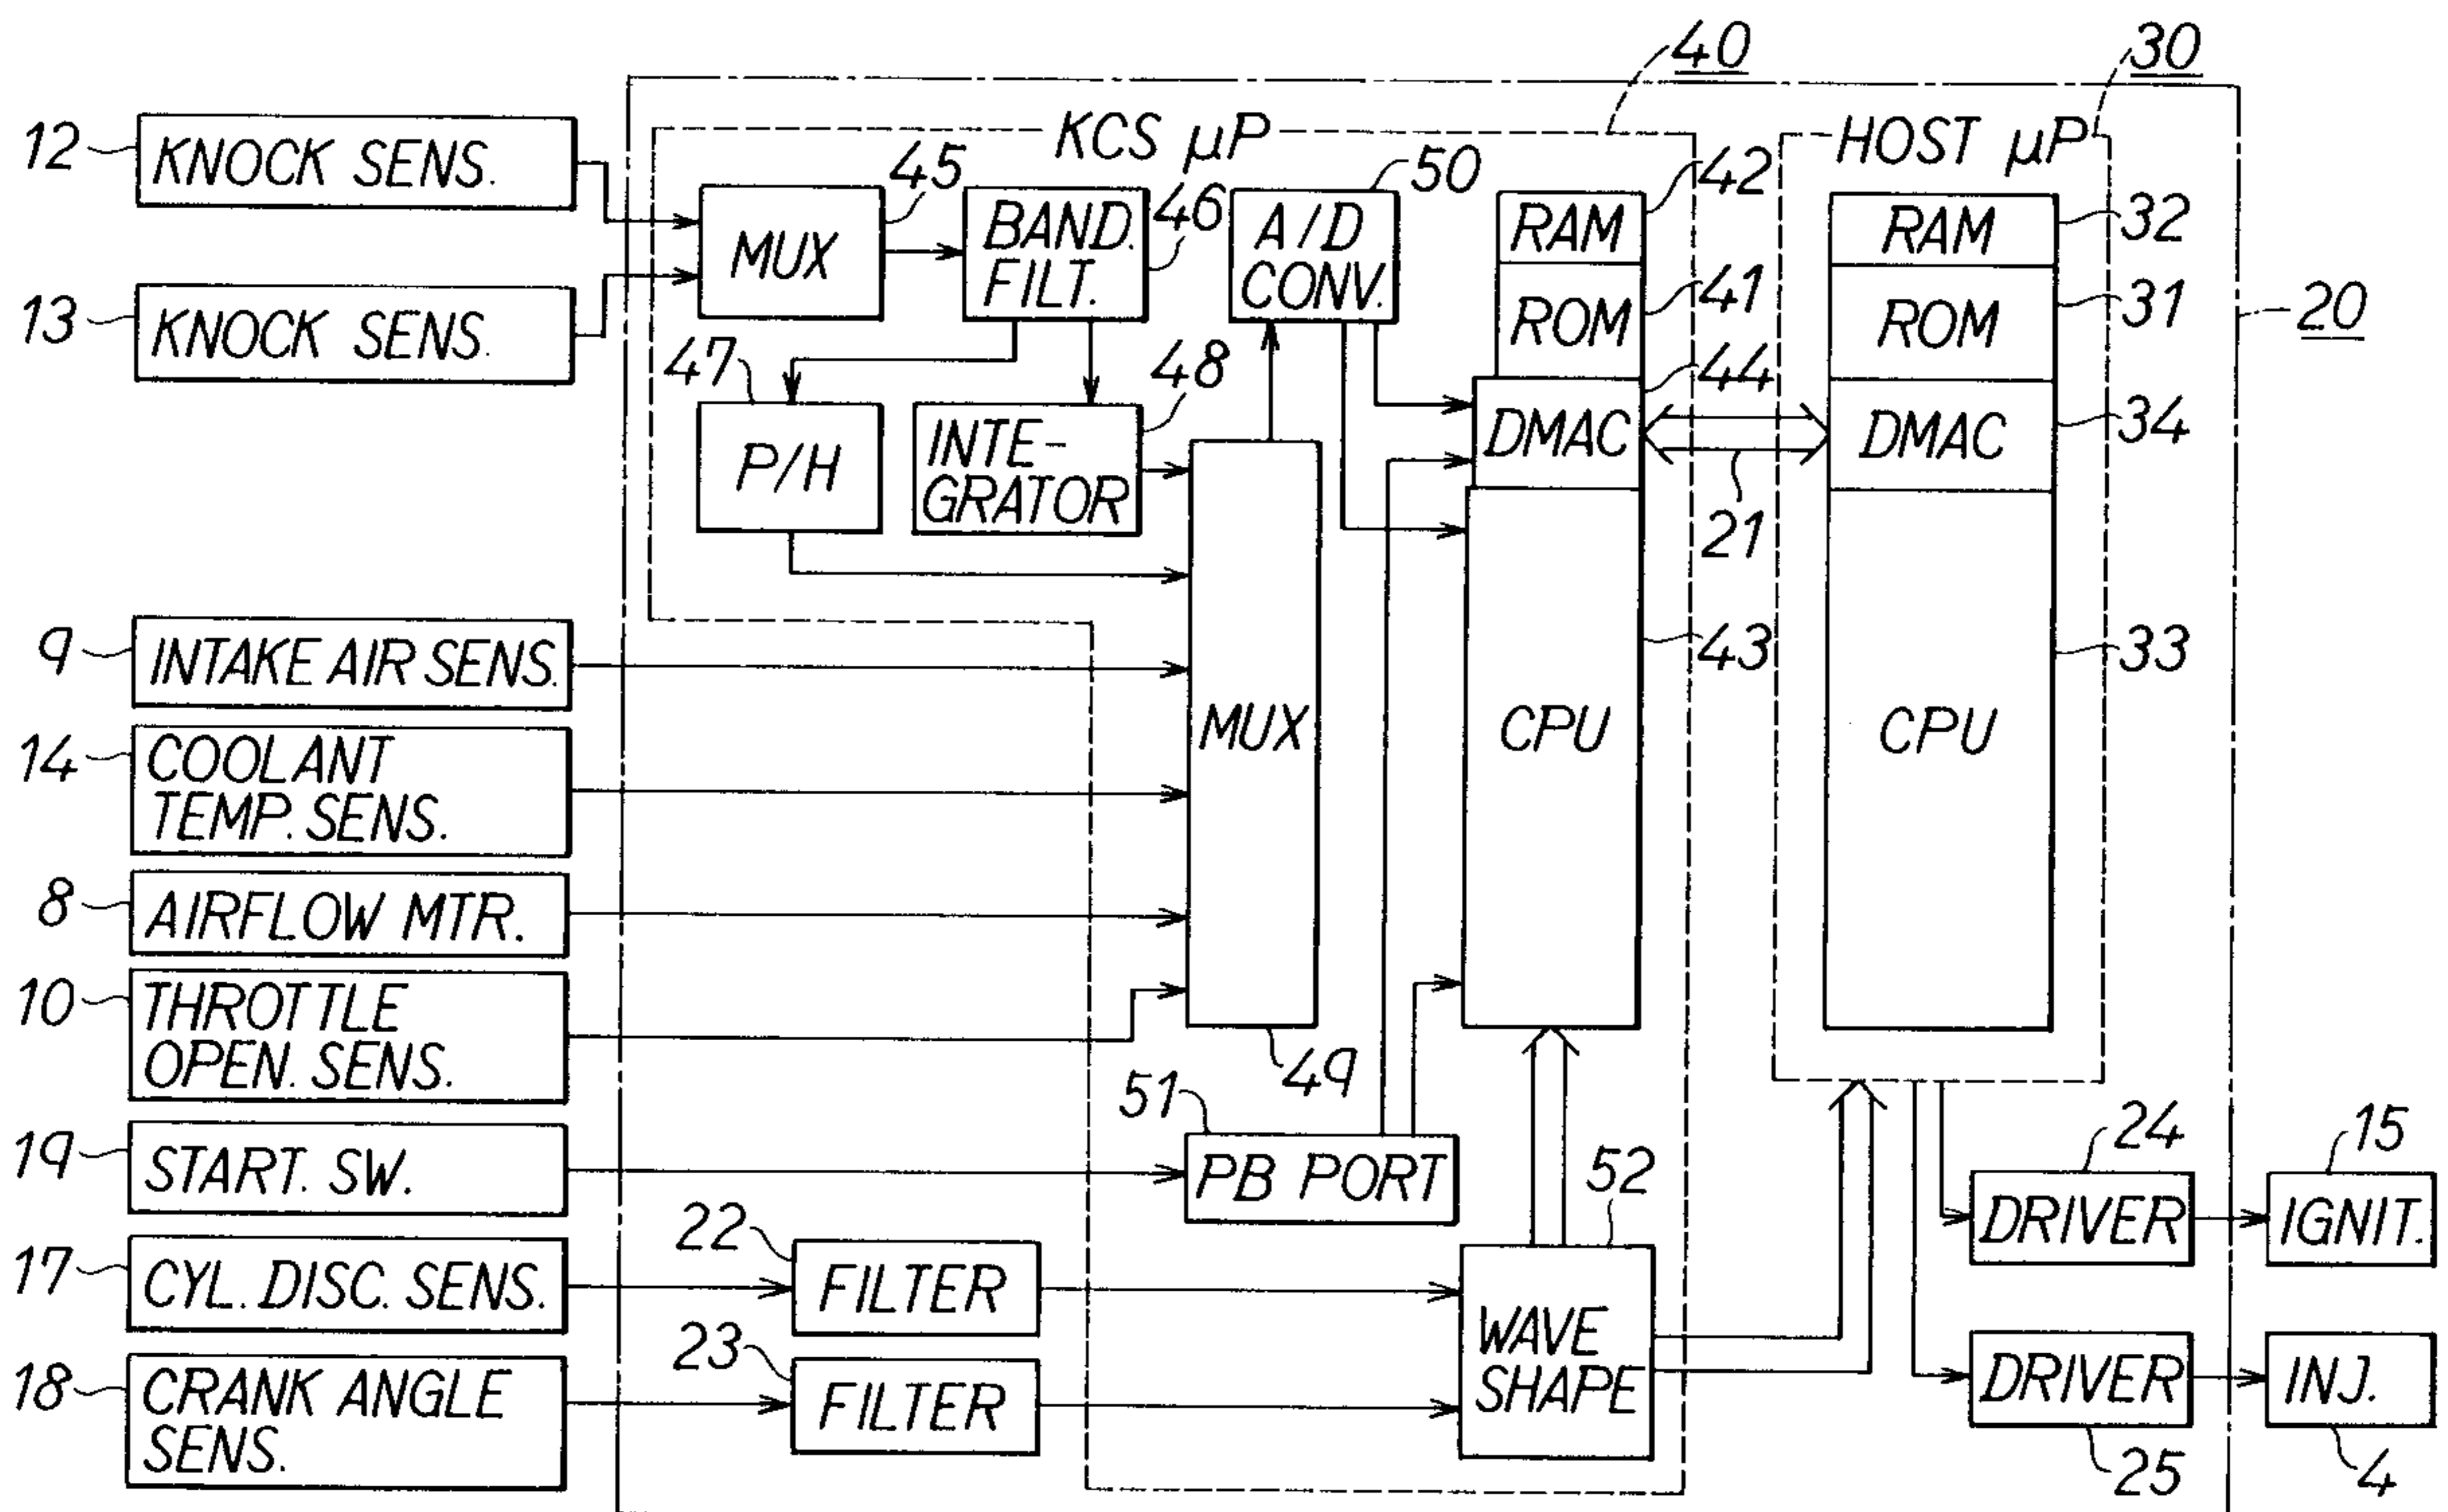 40
30
KCS µP
HOST µP
12
KNOCK SENS.
13
KNOCK SENS.
45
MUX
BAND.
FILT.
46
50
A/D
CONV.
42
RAM
41
ROM
44
DMAC
43
CPU
21
RAM
32
ROM
31
DMAC
34
CPU
33
20
47
P/H
48
INTE-
GRATOR
9
INTAKE AIR SENS.
14
COOLANT
TEMP. SENS.
8
AIRFLOW MTR.
10
THROTTLE
OPEN. SENS.
MUX
49
19
START. SW.
51
PB PORT
17
CYL. DISC. SENS.
22
FILTER
18
CRANK ANGLE
SENS.
23
FILTER
52
WAVE
SHAPE
24
DRIVER
15
IGNIT.
DRIVER
25
INJ.
4